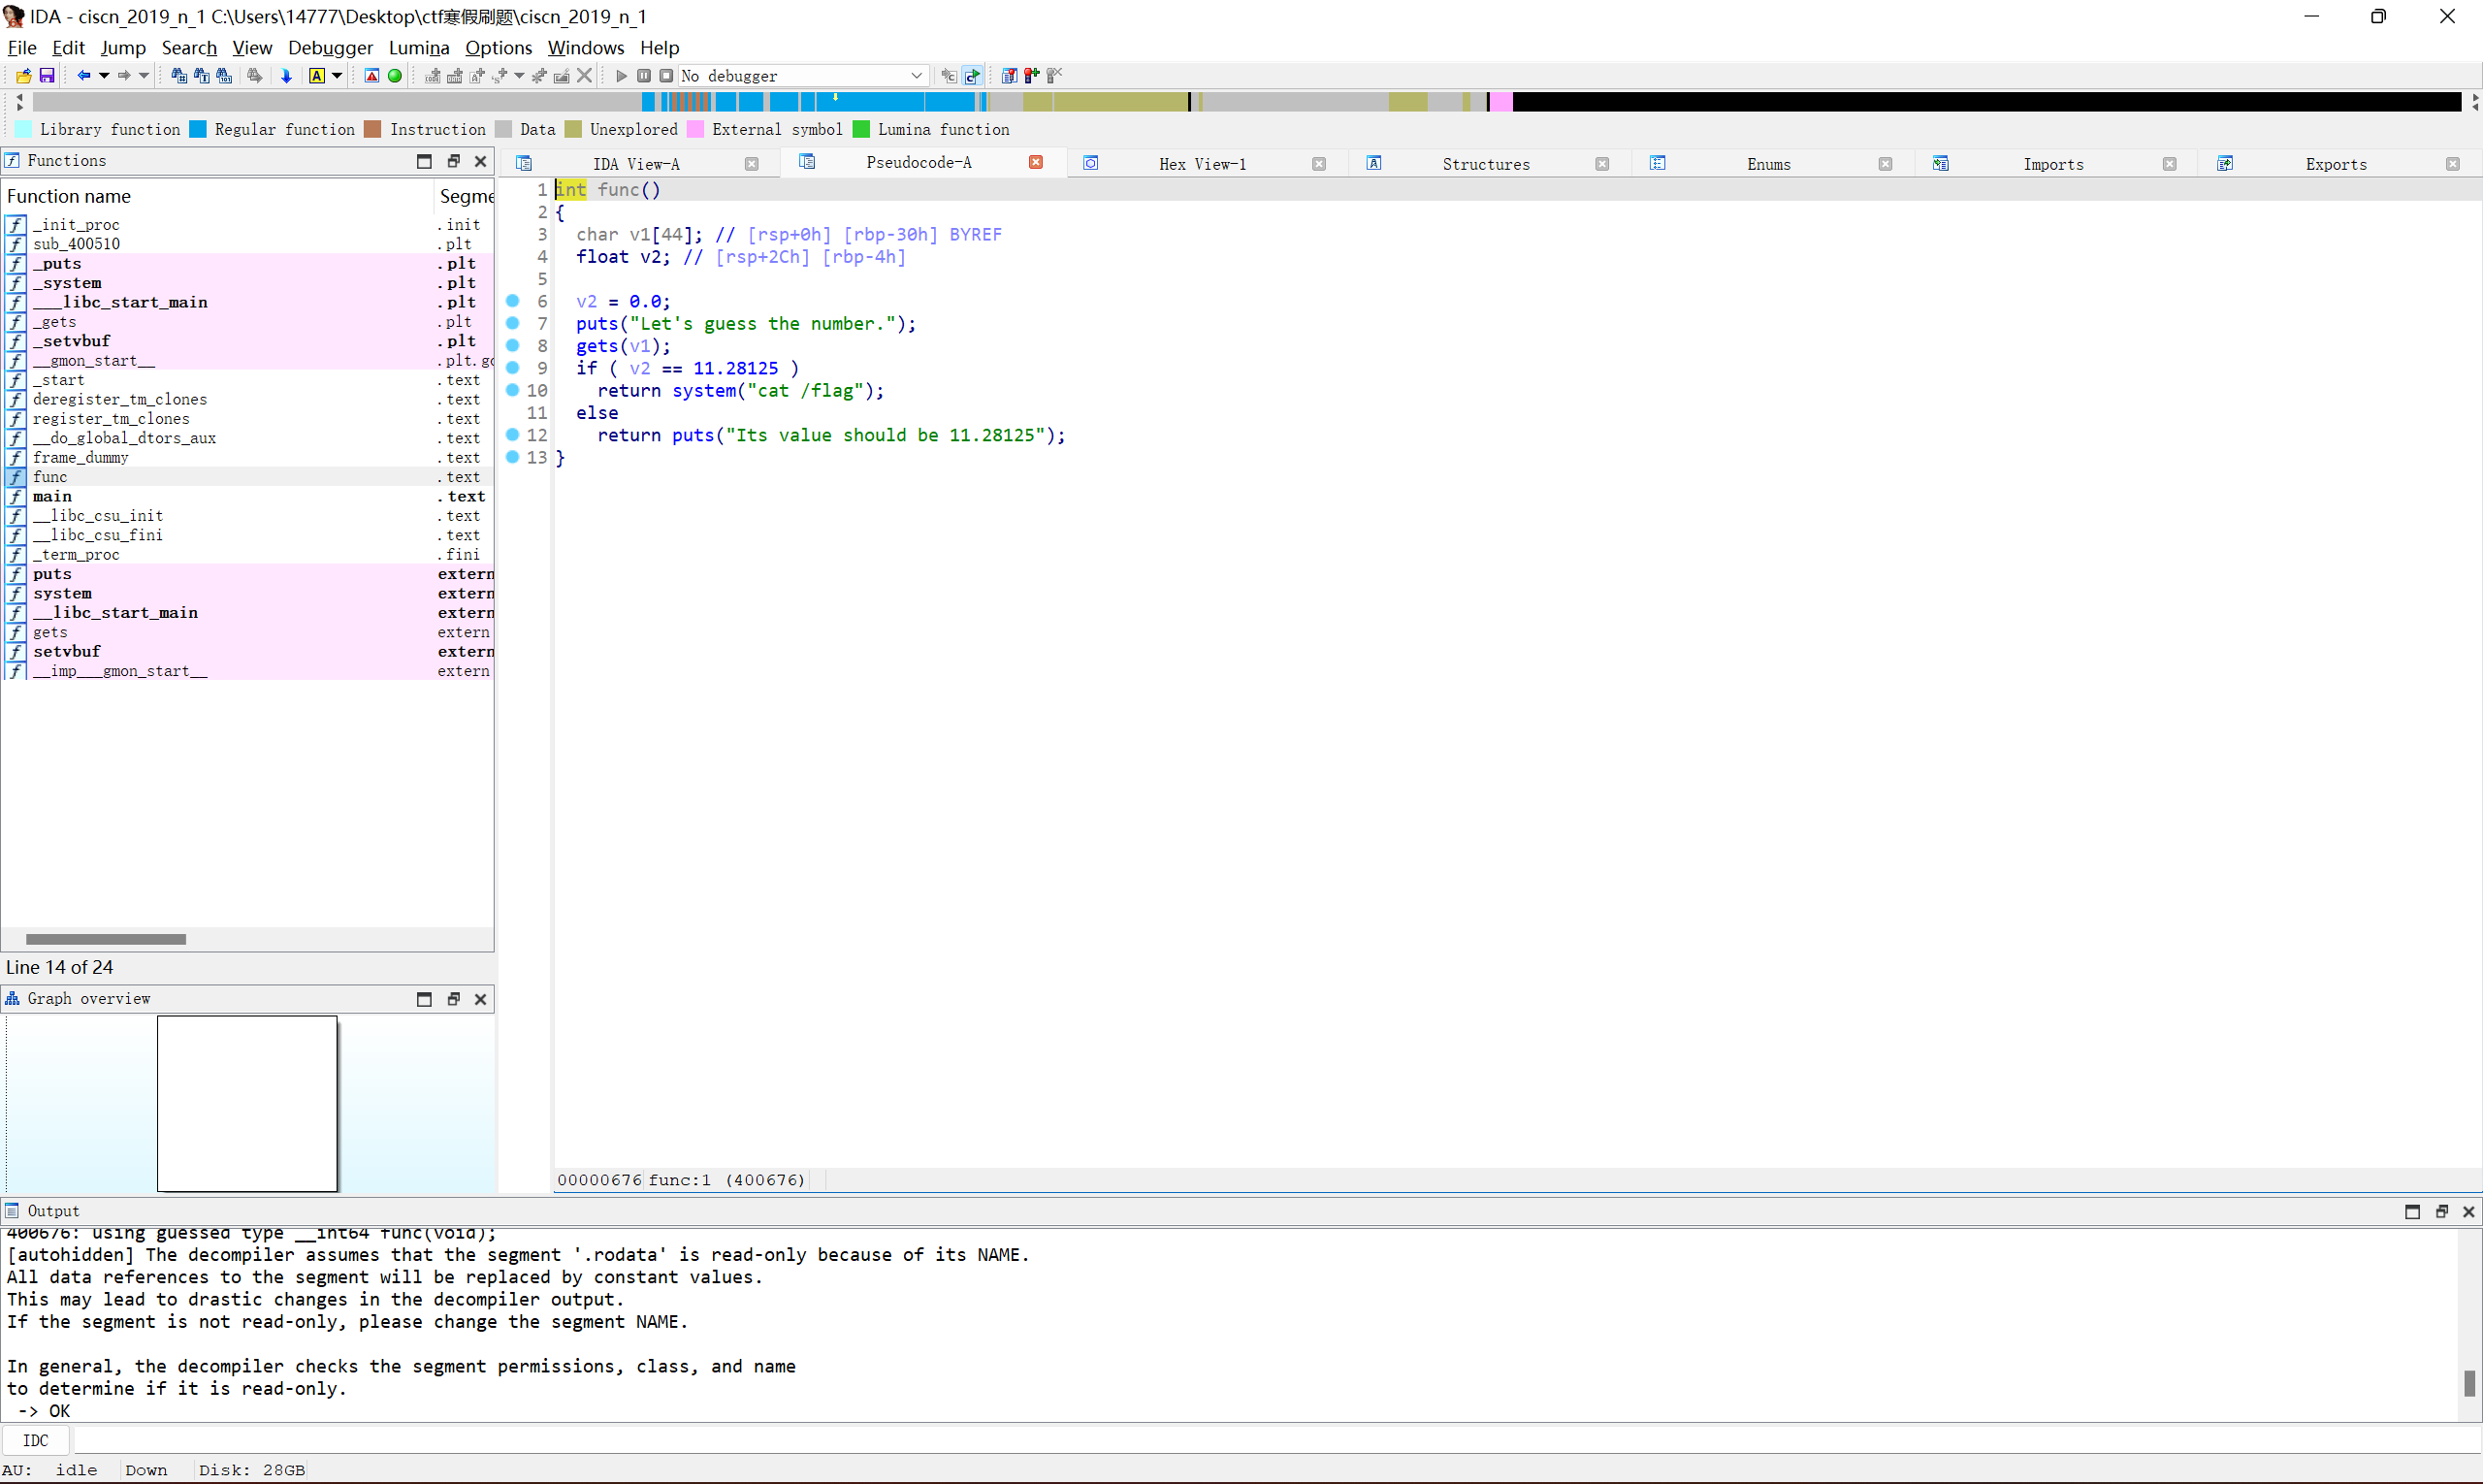 IDA - ciscn_2019_n_1 C:\Users\14777\Desktop\ctf寒假刷题\ciscn_2019_n_1
File Edit Jump Search View Debugger Lumina Options Windows Help
No debugger
Library function Regular function Instruction Data Unexplored External symbol Lumina function
Functions
Function name Segme
_init_proc .init
sub_400510 .plt
_puts .plt
_system .plt
___libc_start_main .plt
_gets .plt
_setvbuf .plt
__gmon_start__ .plt.go
_start .text
deregister_tm_clones .text
register_tm_clones .text
__do_global_dtors_aux .text
frame_dummy .text
func .text
main .text
__libc_csu_init .text
__libc_csu_fini .text
_term_proc .fini
puts extern
system extern
__libc_start_main extern
gets extern
setvbuf extern
__imp___gmon_start__ extern
Line 14 of 24
Graph overview
IDA View-A Pseudocode-A Hex View-1 Structures Enums Imports Exports
1 int func()
2 {
3 char v1[44]; // [rsp+0h] [rbp-30h] BYREF
4 float v2; // [rsp+2Ch] [rbp-4h]
5
6 v2 = 0.0;
7 puts("Let's guess the number.");
8 gets(v1);
9 if ( v2 == 11.28125 )
10 return system("cat /flag");
11 else
12 return puts("Its value should be 11.28125");
13 }
00000676 func:1 (400676)
Output
400676: using guessed type __int64 func(void);
[autohidden] The decompiler assumes that the segment '.rodata' is read-only because of its NAME.
All data references to the segment will be replaced by constant values.
This may lead to drastic changes in the decompiler output.
If the segment is not read-only, please change the segment NAME.
In general, the decompiler checks the segment permissions, class, and name
to determine if it is read-only.
-> OK
IDC
AU: idle Down Disk: 28GB